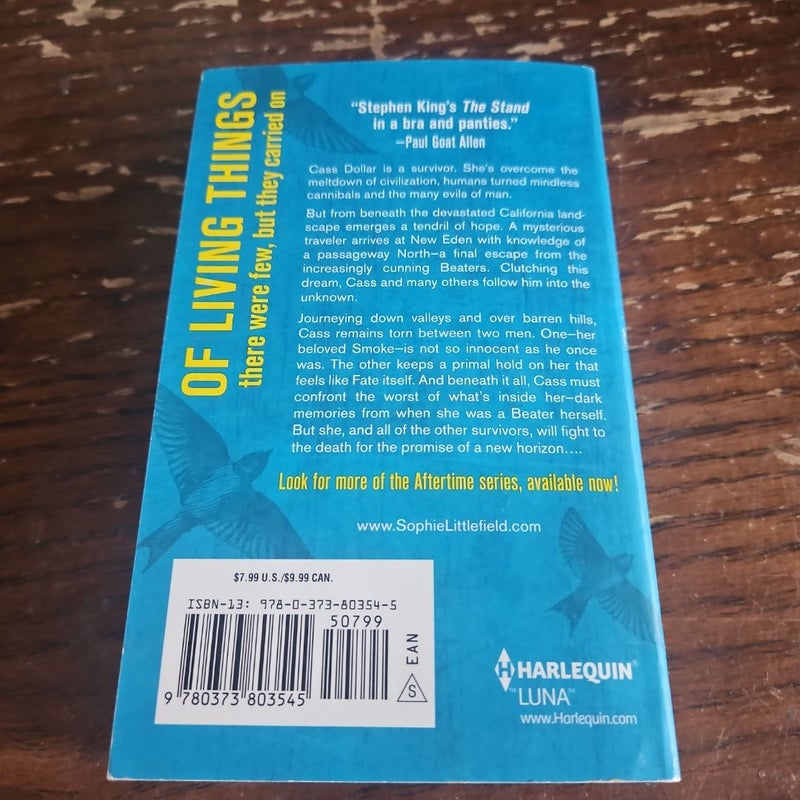 OF LIVING THINGS
there were few, but they carried on
“Stephen King's The Stand
in a bra and panties.”
—Paul Goat Allen
Cass Dollar is a survivor. She's overcome the
meltdown of civilization, humans turned mindless
cannibals and the many evils of man.
But from beneath the devastated California land-
scape emerges a tendril of hope. A mysterious
traveler arrives at New Eden with knowledge of
a passageway North—a final escape from the
increasingly cunning Beaters. Clutching this
dream, Cass and many others follow him into the
unknown.
Journeying down valleys and over barren hills,
Cass remains torn between two men. One—her
beloved Smoke—is not so innocent as he once
was. The other keeps a primal hold on her that
feels like Fate itself. And beneath it all, Cass must
confront the worst of what's inside her—dark
memories from when she was a Beater herself.
But she, and all of the other survivors, will fight to
the death for the promise of a new horizon....
Look for more of the Aftertime series, available now!
www.SophieLittlefield.com
$7.99 U.S./$9.99 CAN.
ISBN-13: 978-0-373-80354-5
50799
EAN
S
9 780373 803545
H HARLEQUIN®
™ LUNA™
www.Harlequin.com